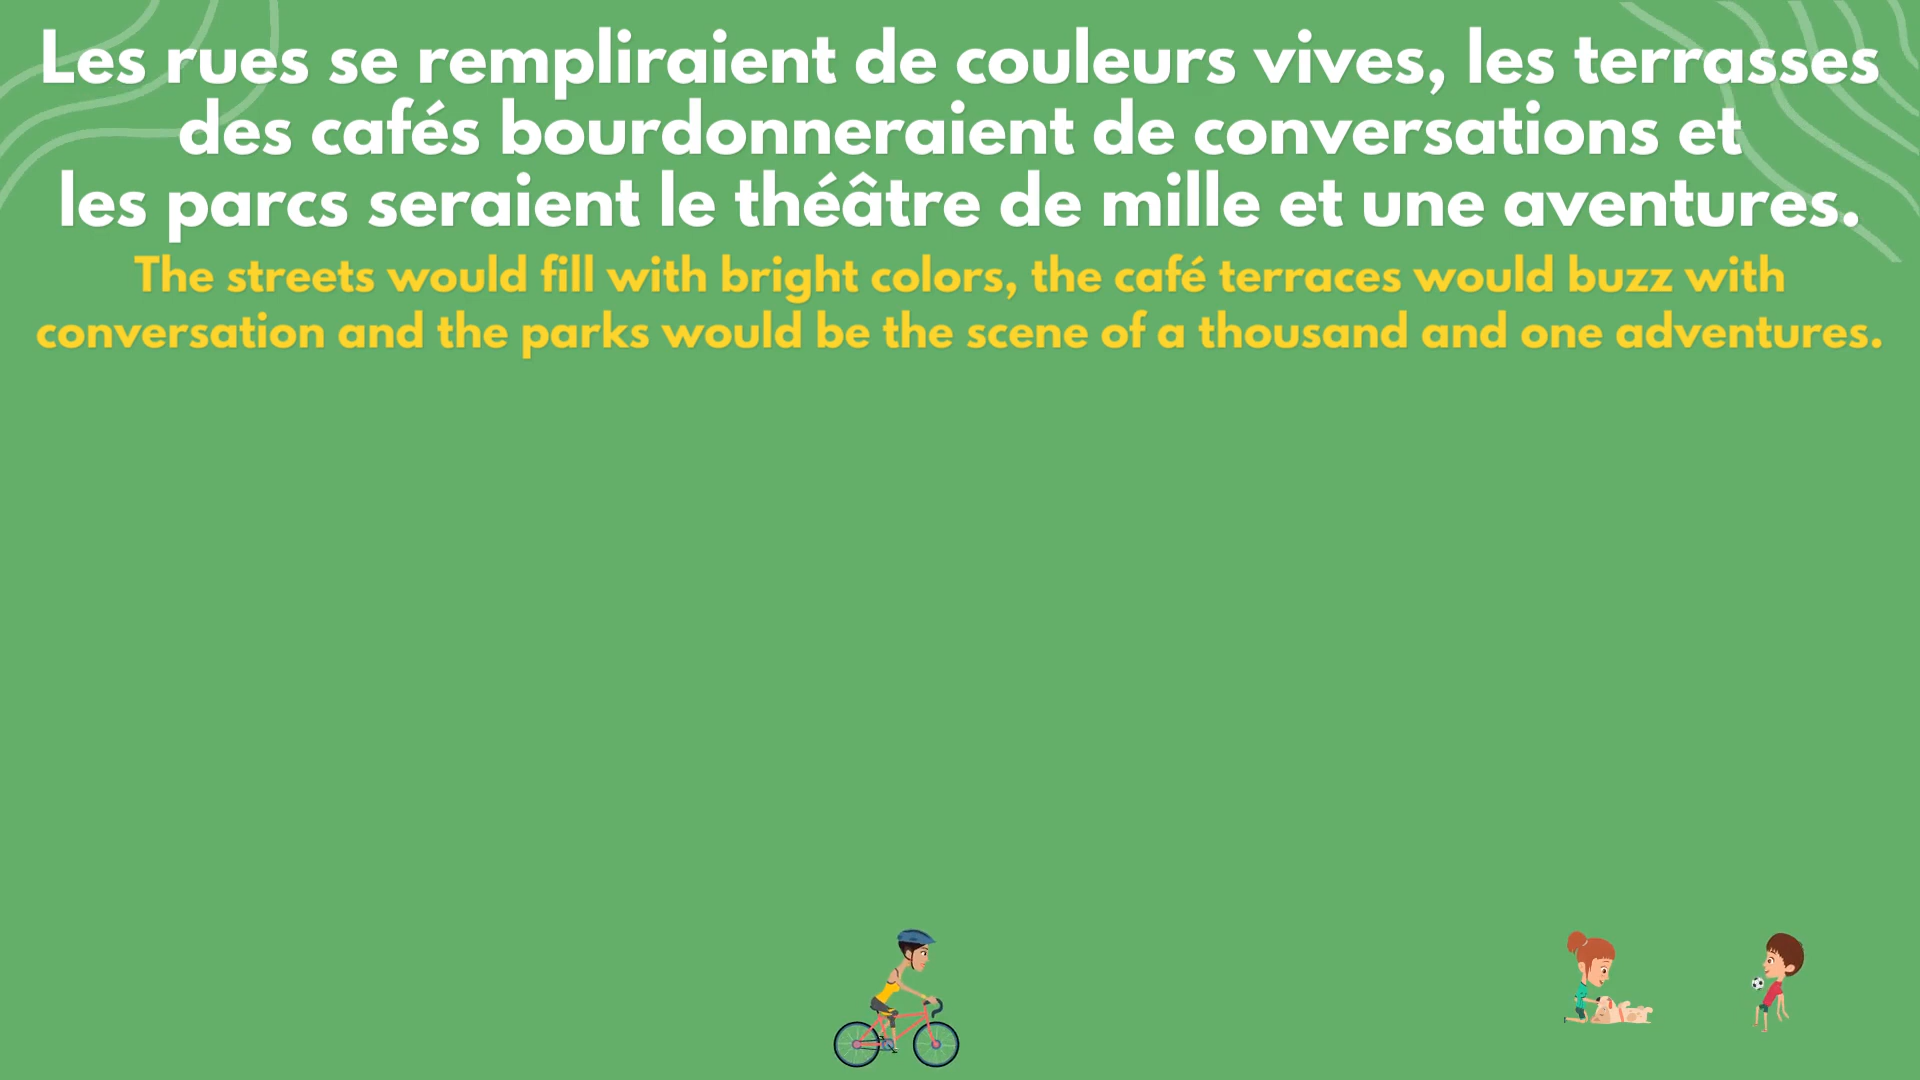 Les rues se rempliraient de couleurs vives, les terrasses
des cafés bourdonneraient de conversations et
les parcs seraient le théâtre de mille et une aventures.
The streets would fill with bright colors, the café terraces would buzz with
conversation and the parks would be the scene of a thousand and one adventures.